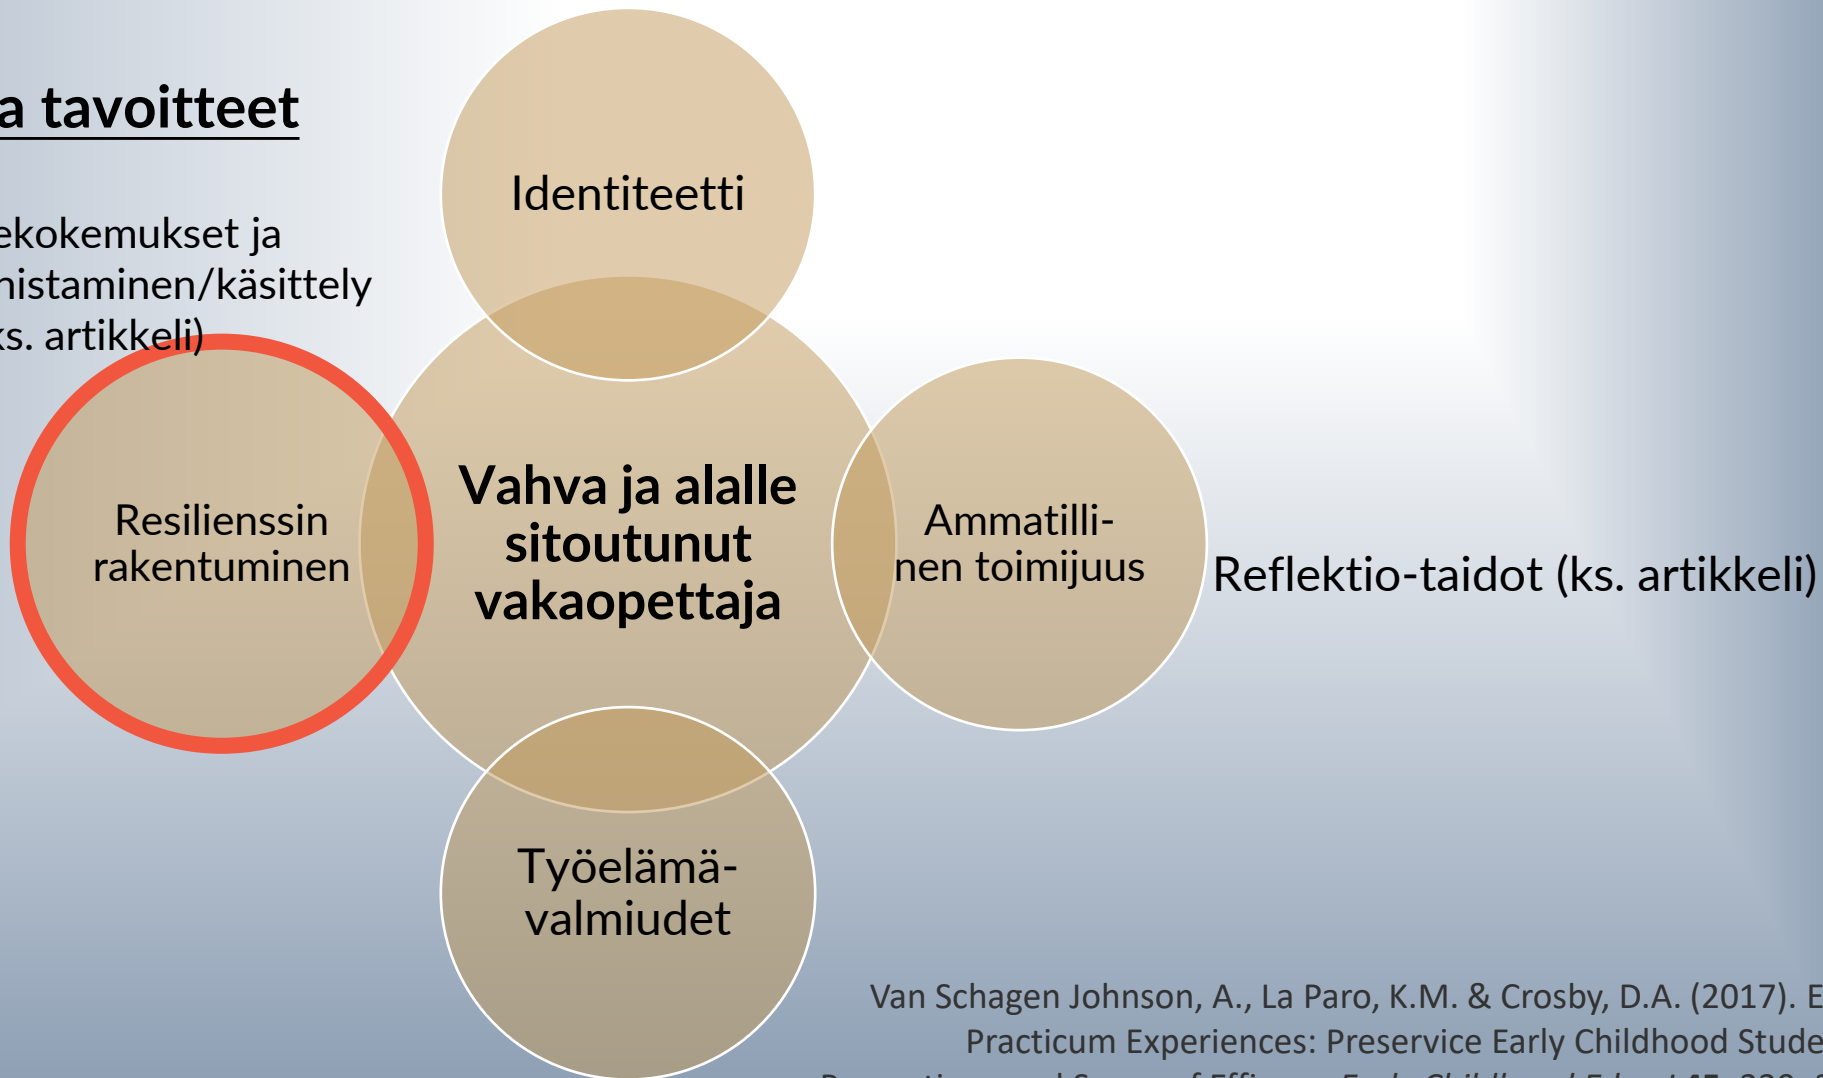 a tavoitteet
Identiteetti
ekokemukset ja
nistaminen/käsittely
ks. artikkeli)
Resilienssin
rakentuminen
Vahva ja alalle
sitoutunut
vakaopettaja
Ammatilli-
nen toimijuus
Reflektio-taidot (ks. artikkeli)
Työelämä-
valmiudet
Van Schagen Johnson, A., La Paro, K.M. & Crosby, D.A. (2017). E
Practicum Experiences: Preservice Early Childhood Stude